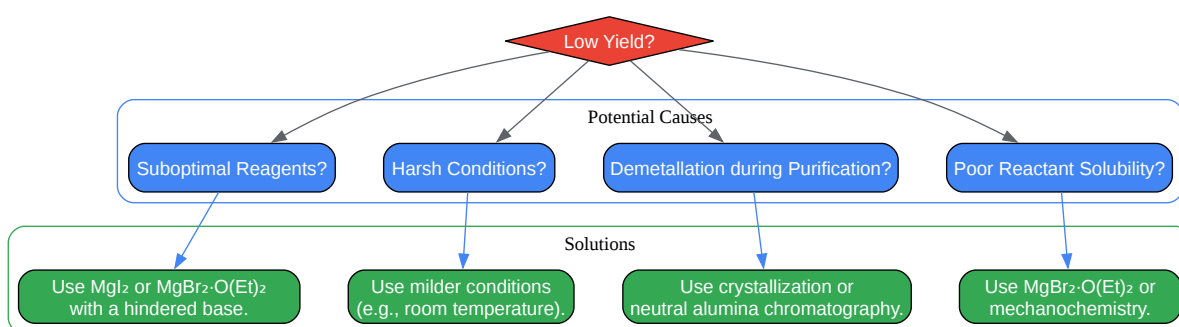 Low Yield?
Potential Causes
Suboptimal Reagents?
Harsh Conditions?
Demetallation during Purification?
Poor Reactant Solubility?
Solutions
Use MgI₂ or MgBr₂·O(Et)₂
with a hindered base.
Use milder conditions
(e.g., room temperature).
Use crystallization or
neutral alumina chromatography.
Use MgBr₂·O(Et)₂ or
mechanochemistry.